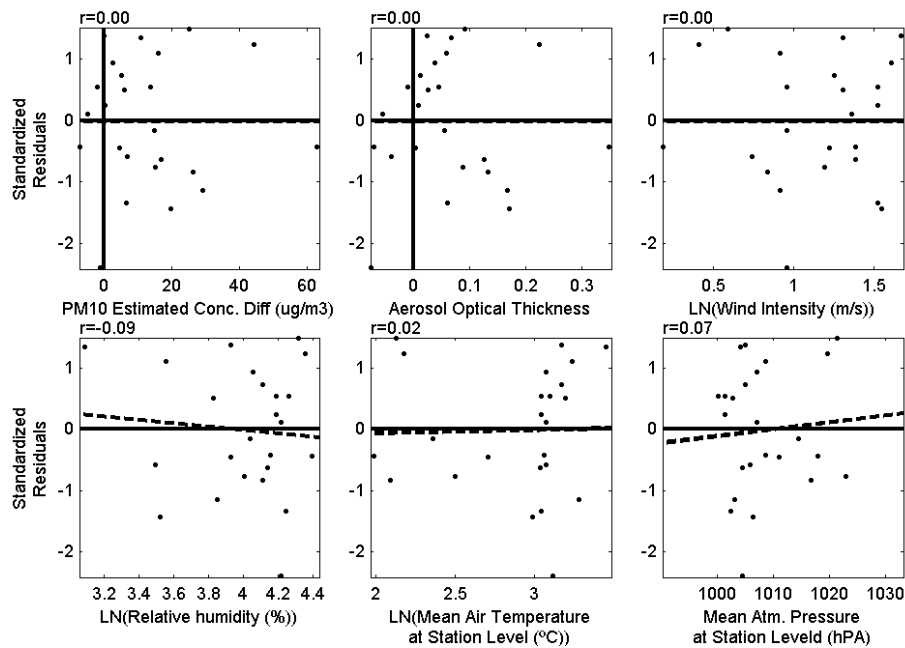 r=0.00
r=0.00
r=0.00
Standardized
Residuals
1
0
-1
-2
1
0
-1
-2
1
0
-1
-2
0 20 40 60
0 0.1 0.2 0.3
0.5 1 1.5
PM10 Estimated Conc. Diff (ug/m3)
Aerosol Optical Thickness
LN(Wind Intensity (m/s))
r=-0.09
r=0.02
r=0.07
Standardized
Residuals
1
0
-1
-2
1
0
-1
-2
1
0
-1
-2
3.2 3.4 3.6 3.8 4 4.2 4.4
2 2.5 3
1000 1010 1020 1030
LN(Relative humidity (%))
LN(Mean Air Temperature
at Station Level (ºC))
Mean Atm. Pressure
at Station Leveld (hPA)